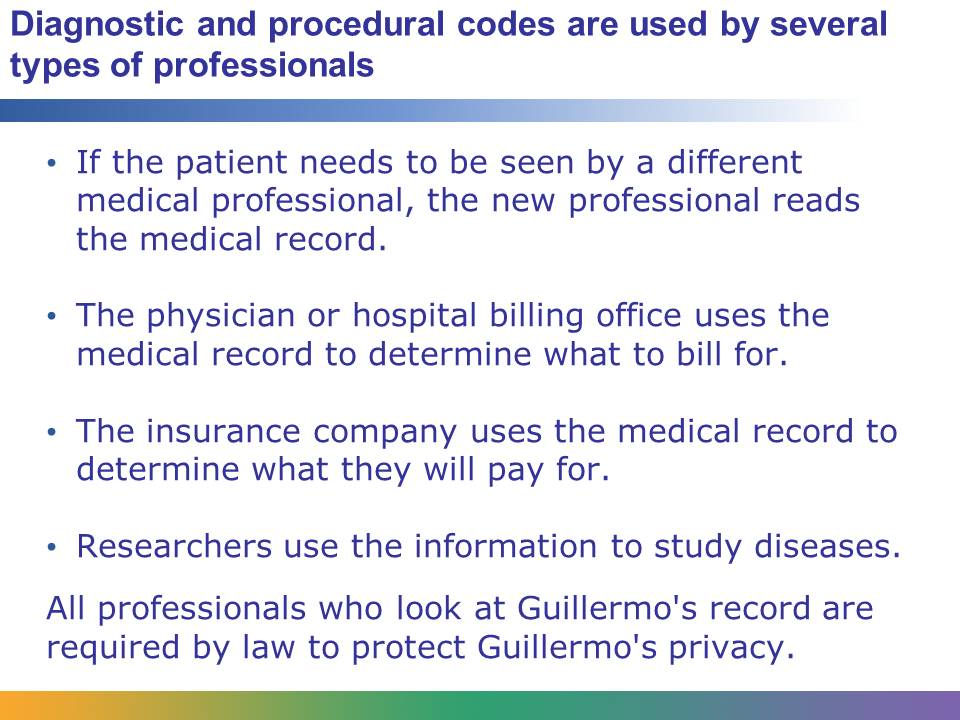 Diagnostic and procedural codes are used by several
types of professionals
• If the patient needs to be seen by a different
medical professional, the new professional reads
the medical record.
• The physician or hospital billing office uses the
medical record to determine what to bill for.
• The insurance company uses the medical record to
determine what they will pay for.
• Researchers use the information to study diseases.
All professionals who look at Guillermo's record are
required by law to protect Guillermo's privacy.